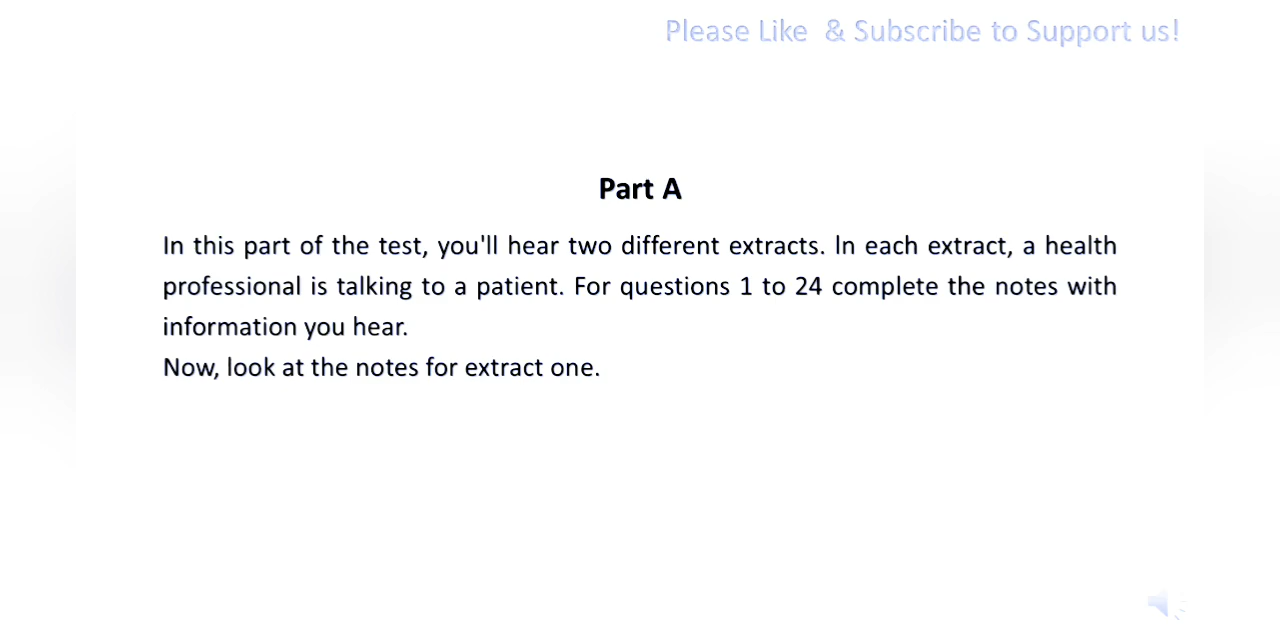 Please Like & Subscribe to Support us!
Part A
In this part of the test, you'll hear two different extracts. In each extract, a health
professional is talking to a patient. For questions 1 to 24 complete the notes with
information you hear.
Now, look at the notes for extract one.